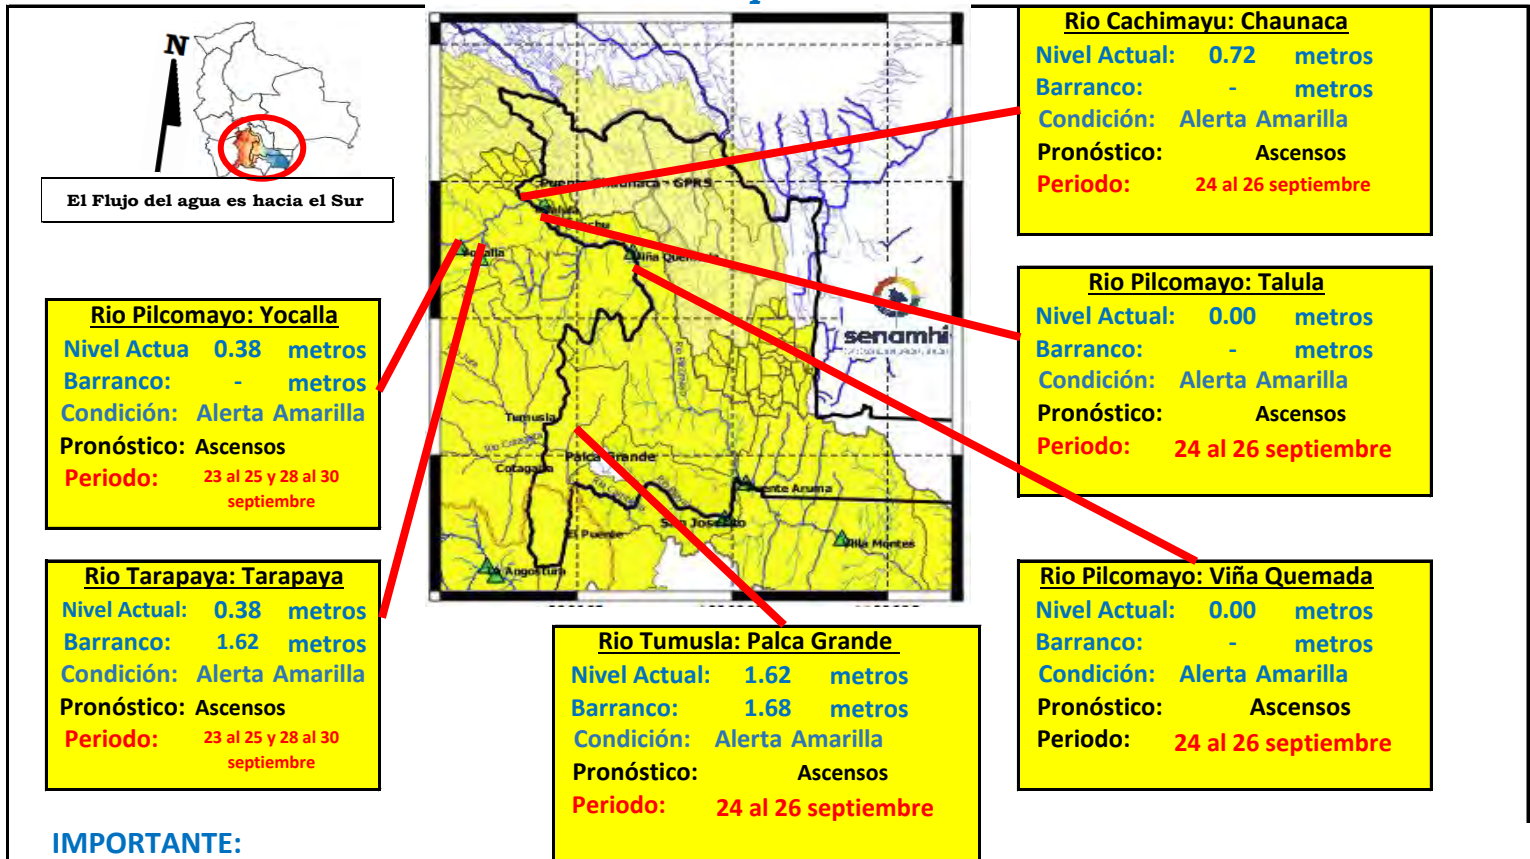 N
El Flujo del agua es hacia el Sur
Rio Pilcomayo: Yocalla
Nivel Actua 0.38 metros
Barranco: - metros
Condición: Alerta Amarilla
Pronóstico: Ascensos
Periodo: 23 al 25 y 28 al 30
septiembre
Rio Tarapaya: Tarapaya
Nivel Actual: 0.38 metros
Barranco: 1.62 metros
Condición: Alerta Amarilla
Pronóstico: Ascensos
Periodo: 23 al 25 y 28 al 30
septiembre
IMPORTANTE:
Chaunaca - GPRS
Talula
Viña
Tumusla
Palca Grande
Cotagaita
El Puente
San Josecito
Aruma
Villa Montes
Angostura
senamhi
Rio Tumusla: Palca Grande
Nivel Actual: 1.62 metros
Barranco: 1.68 metros
Condición: Alerta Amarilla
Pronóstico: Ascensos
Periodo: 24 al 26 septiembre
Rio Cachimayu: Chaunaca
Nivel Actual: 0.72 metros
Barranco: - metros
Condición: Alerta Amarilla
Pronóstico: Ascensos
Periodo: 24 al 26 septiembre
Rio Pilcomayo: Talula
Nivel Actual: 0.00 metros
Barranco: - metros
Condición: Alerta Amarilla
Pronóstico: Ascensos
Periodo: 24 al 26 septiembre
Rio Pilcomayo: Viña Quemada
Nivel Actual: 0.00 metros
Barranco: - metros
Condición: Alerta Amarilla
Pronóstico: Ascensos
Periodo: 24 al 26 septiembre